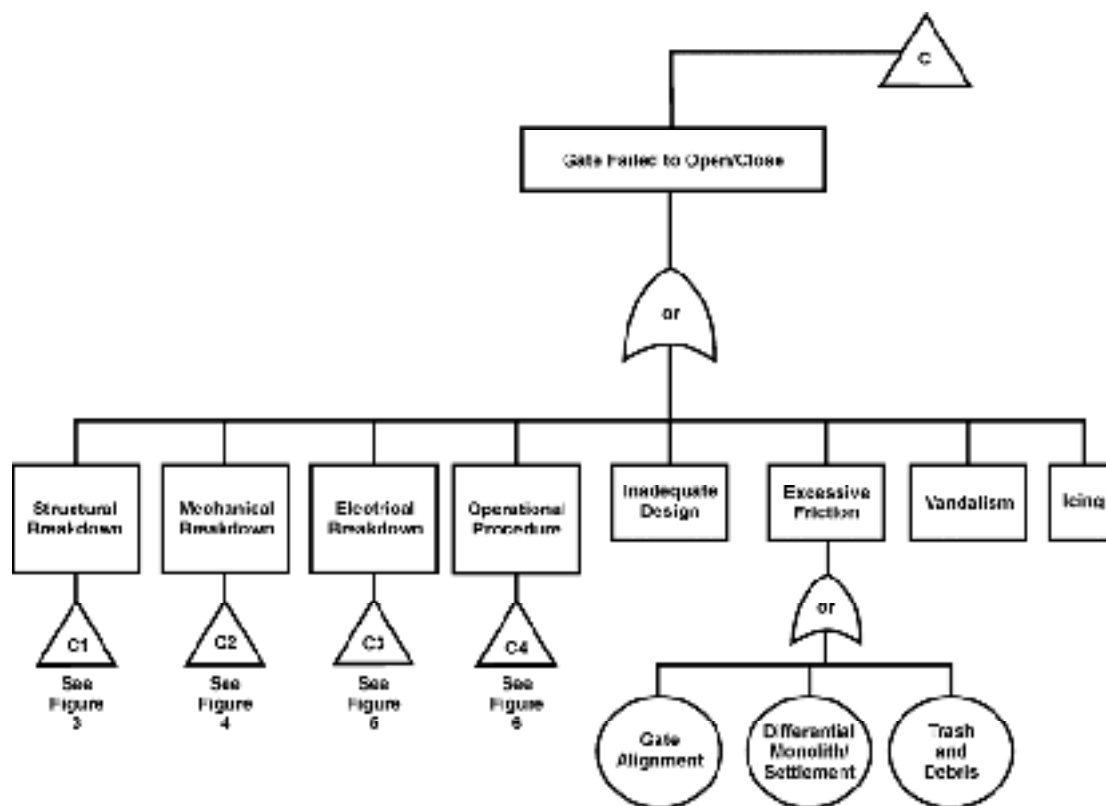 C
Gate Failed to Open/Close
or
Structural
Breakdown
Mechanical
Breakdown
Electrical
Breakdown
Operational
Procedure
Inadequate
Design
Excessive
Friction
Vandalism
Icing
or
C1
C2
C3
C4
See
Figure
3
See
Figure
4
See
Figure
5
See
Figure
6
Gate
Alignment
Differential
Monolith/
Settlement
Trash
and
Debris